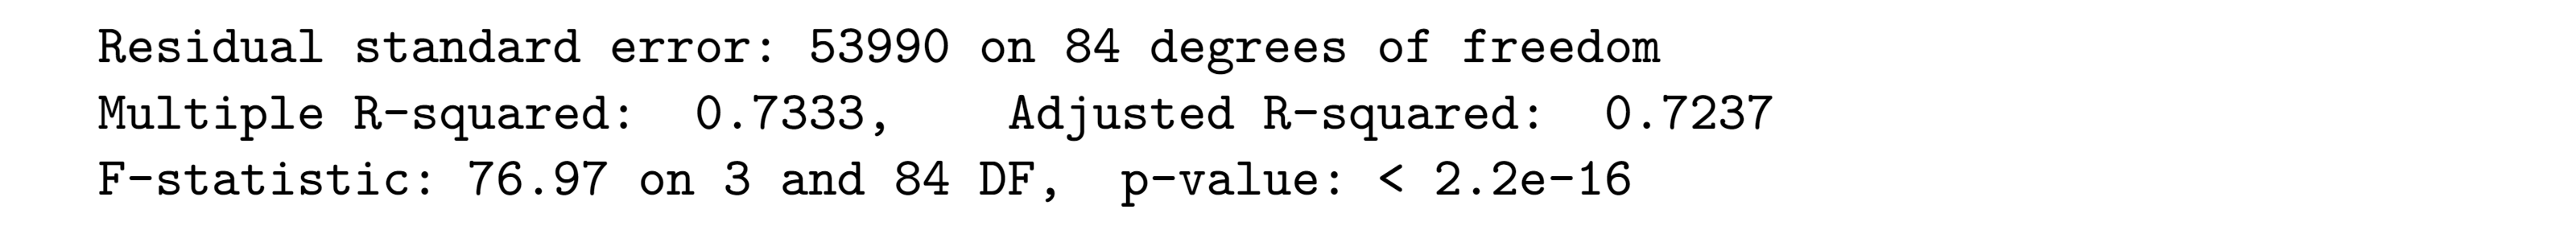 Residual standard error: 53990 on 84 degrees of freedom
Multiple R-squared:  0.7333,    Adjusted R-squared:  0.7237
F-statistic: 76.97 on 3 and 84 DF,  p-value: < 2.2e-16